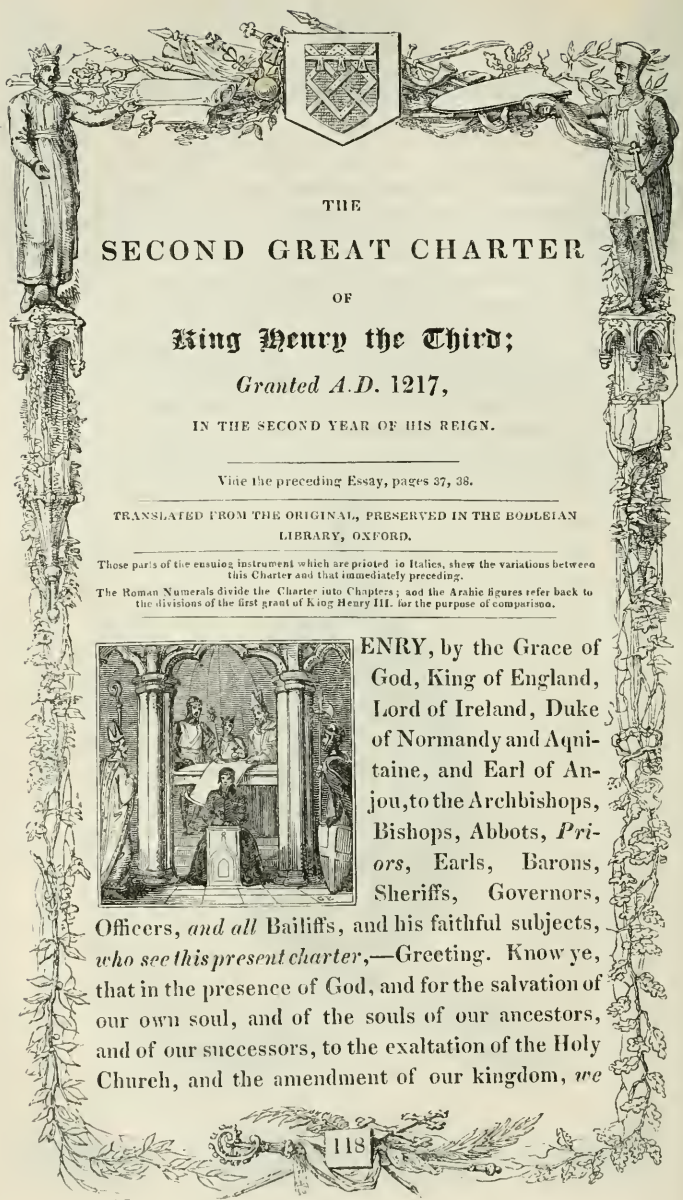 THE
SECOND GREAT CHARTER
OF
King Henry the Third;
Granted A.D. 1217,
IN THE SECOND YEAR OF HIS REIGN.
Vide the preceding Essay, pages 37, 38.
TRANSLATED FROM THE ORIGINAL, PRESERVED IN THE BODLEIAN
LIBRARY, OXFORD.
Those parts of the ensuing instrument which are printed in Italics, shew the variations between
this Charter and that immediately preceding.
The Roman Numerals divide the Charter into Chapters; and the Arabic figures refer back to
the divisions of the first grant of King Henry III. for the purpose of comparison.
ENRY, by the Grace of
God, King of England,
Lord of Ireland, Duke
of Normandy and Aqui-
taine, and Earl of An-
jou, to the Archbishops,
Bishops, Abbots, Pri-
ors, Earls, Barons,
Sheriffs, Governors,
Officers, and all Bailiffs, and his faithful subjects,
who see this present charter,—Greeting. Know ye,
that in the presence of God, and for the salvation of
our own soul, and of the souls of our ancestors,
and of our successors, to the exaltation of the Holy
Church, and the amendment of our kingdom, we
118